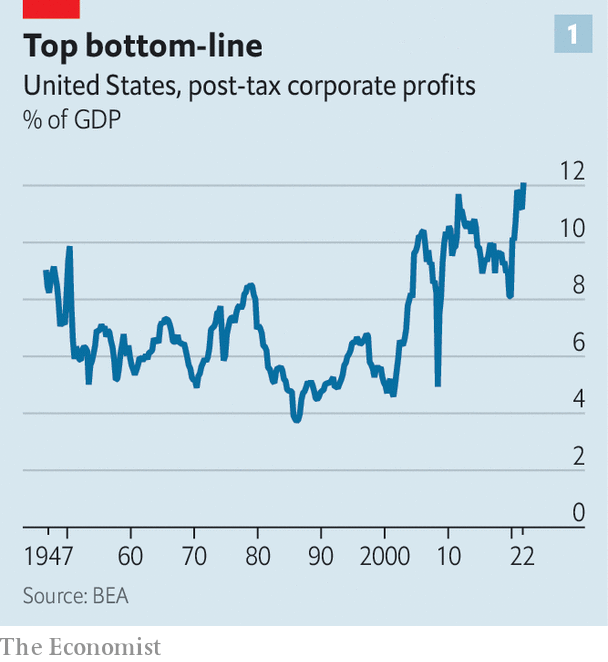 Top bottom-line
1
United States, post-tax corporate profits
% of GDP
12
10
8
6
4
2
0
1947 60 70 80 90 2000 10 22
Source: BEA
The Economist